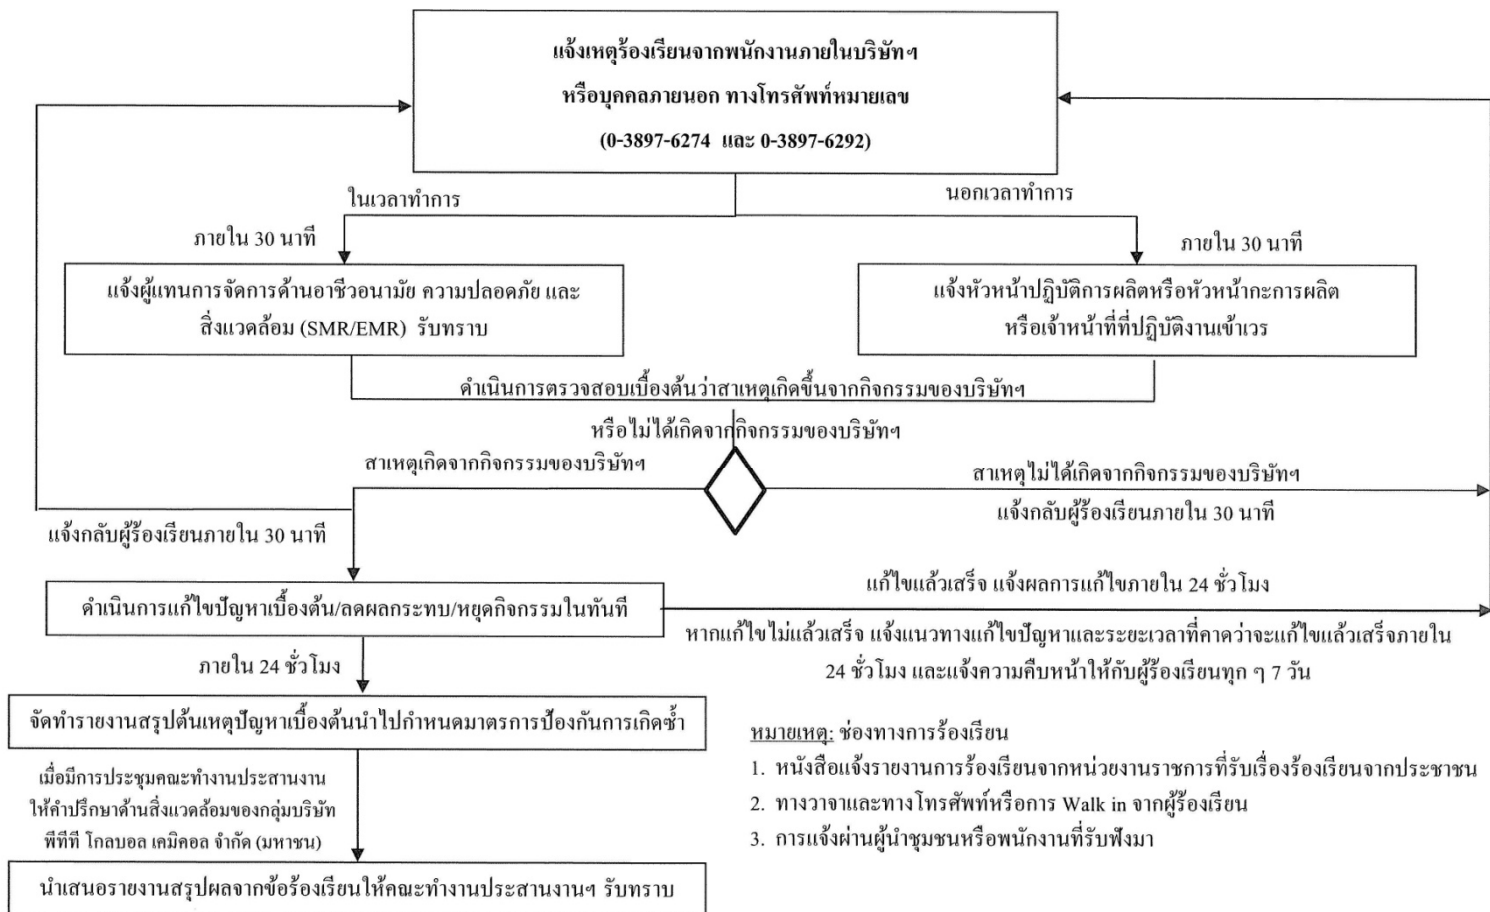 แจ้งเหตุร้องเรียนจากพนักงานภายในบริษัทฯ
หรือบุคคลภายนอก ทางโทรศัพท์หมายเลข
(0-3897-6274 และ 0-3897-6292)
ในเวลาทำการ
นอกเวลาทำการ
ภายใน 30 นาที
ภายใน 30 นาที
แจ้งผู้แทนการจัดการด้านอาชีวอนามัย ความปลอดภัย และ
สิ่งแวดล้อม (SMR/EMR) รับทราบ
แจ้งหัวหน้าปฏิบัติการผลิตหรือหัวหน้ากะการผลิต
หรือเจ้าหน้าที่ที่ปฏิบัติงานเข้าเวร
ดำเนินการตรวจสอบเบื้องต้นว่าสาเหตุเกิดขึ้นจากกิจกรรมของบริษัทฯ
หรือไม่ได้เกิดจากกิจกรรมของบริษัทฯ
สาเหตุเกิดจากกิจกรรมของบริษัทฯ
สาเหตุไม่ได้เกิดจากกิจกรรมของบริษัทฯ
แจ้งกลับผู้ร้องเรียนภายใน 30 นาที
แจ้งกลับผู้ร้องเรียนภายใน 30 นาที
ดำเนินการแก้ไขปัญหาเบื้องต้น/ลดผลกระทบ/หยุดกิจกรรมในทันที
แก้ไขแล้วเสร็จ แจ้งผลการแก้ไขภายใน 24 ชั่วโมง
หากแก้ไขไม่แล้วเสร็จ แจ้งแนวทางแก้ไขปัญหาและระยะเวลาที่คาดว่าจะแก้ไขแล้วเสร็จภายใน
24 ชั่วโมง และแจ้งความคืบหน้าให้กับผู้ร้องเรียนทุก ๆ 7 วัน
ภายใน 24 ชั่วโมง
จัดทำรายงานสรุปต้นเหตุปัญหาเบื้องต้นนำไปกำหนดมาตรการป้องกันการเกิดซ้ำ
เมื่อมีการประชุมคณะทำงานประสานงาน
ให้คำปรึกษาด้านสิ่งแวดล้อมของกลุ่มบริษัท
พีทีที โกลบอล เคมิคอล จำกัด (มหาชน)
นำเสนอรายงานสรุปผลจากข้อร้องเรียนให้คณะทำงานประสานงานฯ รับทราบ
หมายเหตุ: ช่องทางการร้องเรียน
1. หนังสือแจ้งรายงานการร้องเรียนจากหน่วยงานราชการที่รับเรื่องร้องเรียนจากประชาชน
2. ทางวาจาและทางโทรศัพท์หรือการ Walk in จากผู้ร้องเรียน
3. การแจ้งผ่านผู้นำชุมชนหรือพนักงานที่รับฟังมา